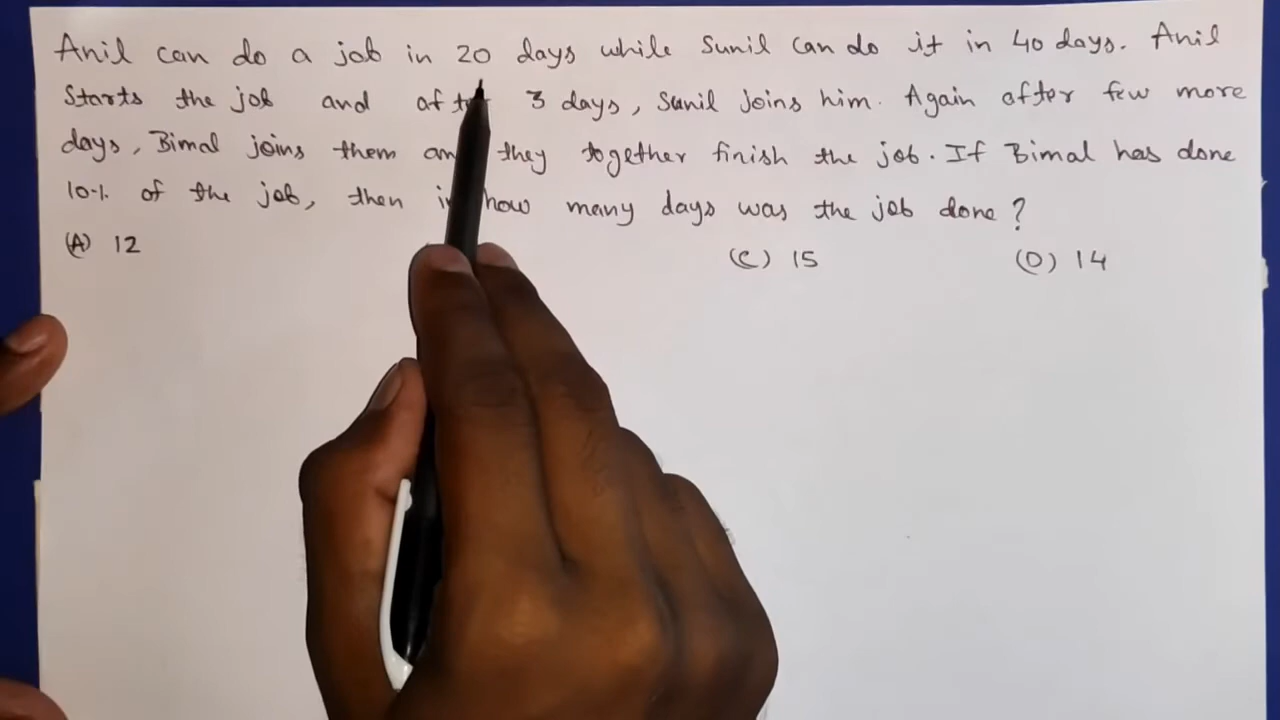 Anil can do a job in 20 days while Sunil can do it in 40 days. Anil
Starts the job and after 3 days, Sunil joins him. Again after few more
days, Bimal joins them and they together finish the job. If Bimal has done
10% of the job, then in how many days was the job done?
(A) 12 (C) 15 (D) 14